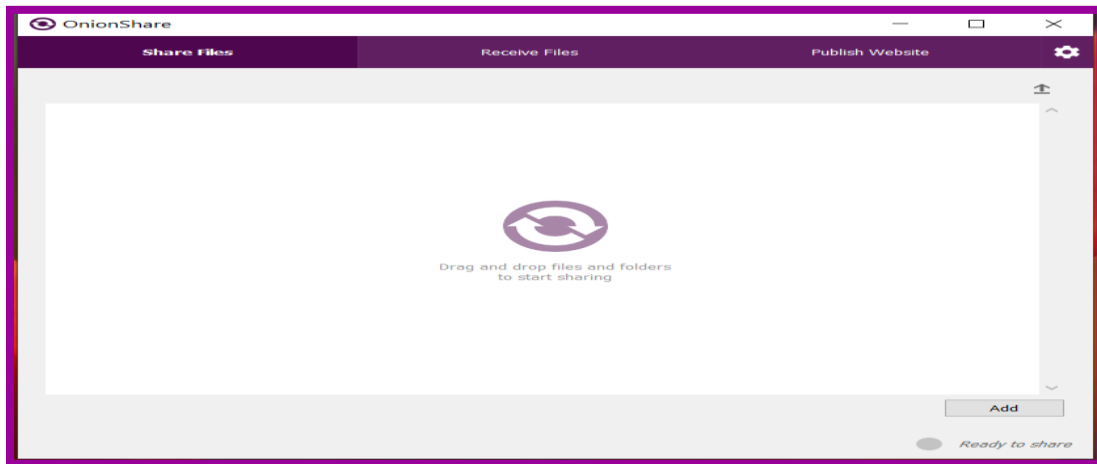 OnionShare
Share Files
Receive Files
Publish Website
Drag and drop files and folders
to start sharing
Add
Ready to share